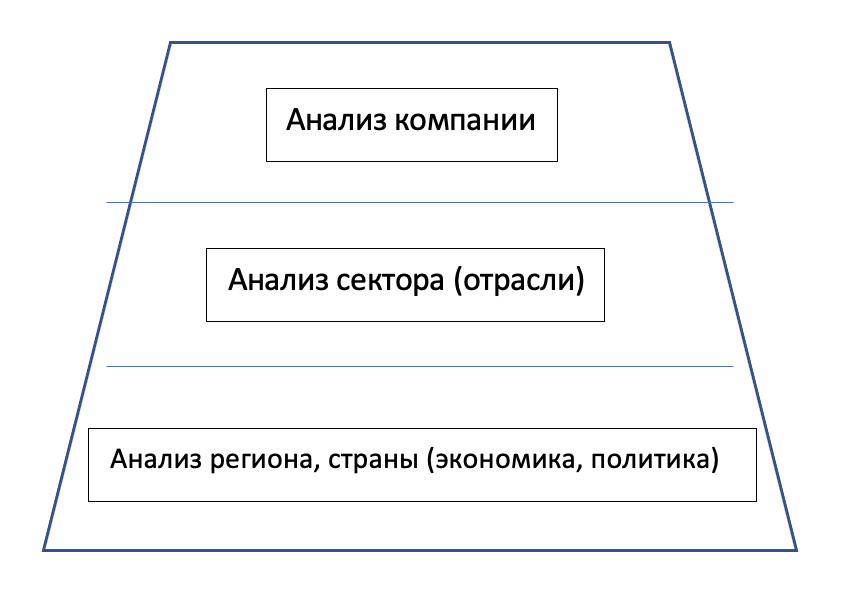 Анализ компании
Анализ сектора (отрасли)
Анализ региона, страны (экономика, политика)